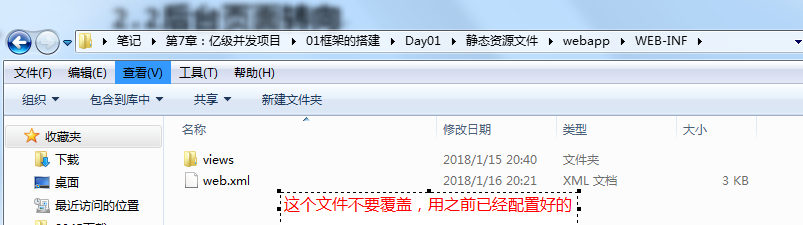 2.2后台页面转向
笔记 第7章：亿级并发项目 01框架的搭建 Day01 静态资源文件 webapp WEB-INF
文件(F) 编辑(E) 查看(V) 工具(T) 帮助(H)
组织 包含到库中 共享 新建文件夹
收藏夹 名称 修改日期 类型 大小
下载 views 2018/1/15 20:40 文件夹
桌面 web.xml 2018/1/16 20:21 XML 文档 3 KB
最近访问的位置 这个文件不要覆盖，用之前已经配置好的